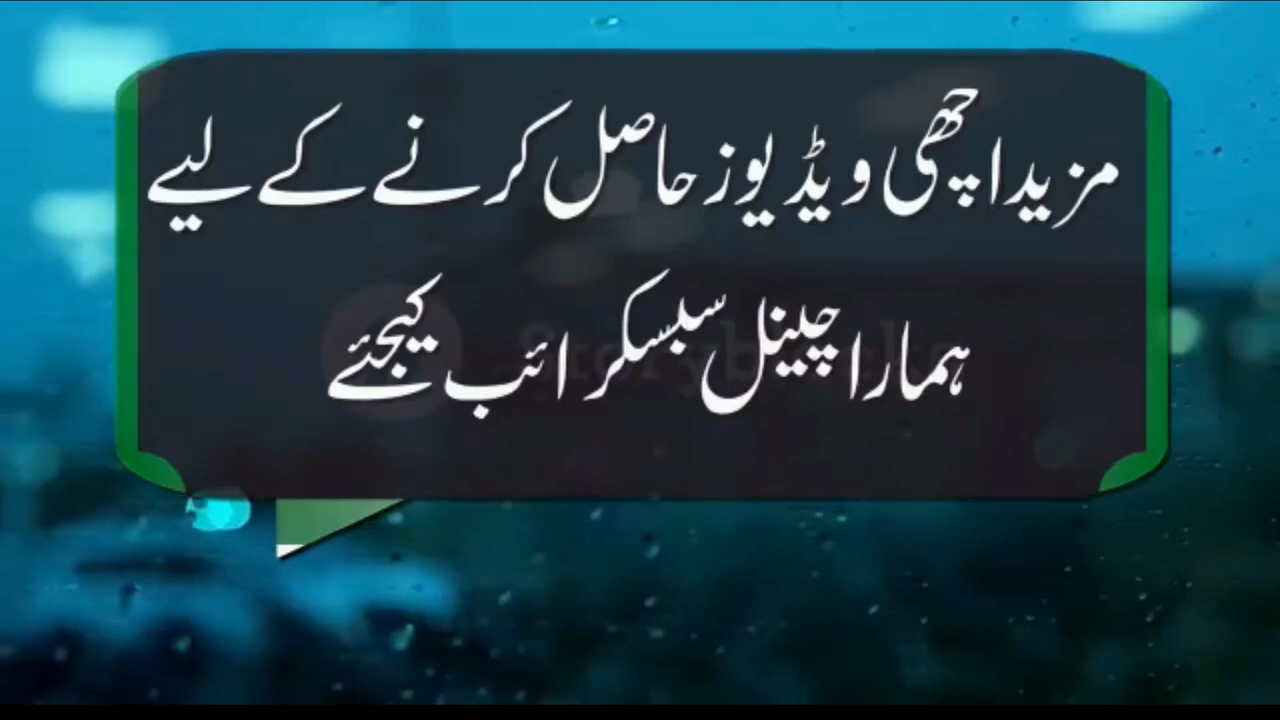 مزید اچھی ویڈیوز حاصل کرنے کے لیے
ہمارا چینل سبسکرائب کیجئے